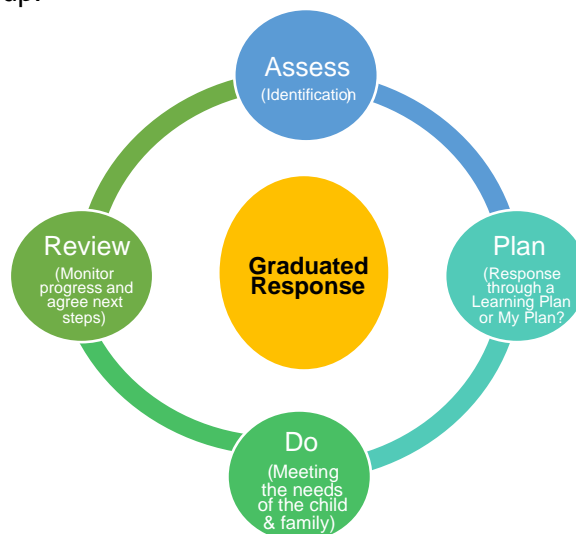 up.
Assess
(Identification)
Review
(Monitor
progress and
agree next
steps)
Graduated
Response
Plan
(Response
through a
Learning Plan
or My Plan?
Do
(Meeting
the needs
of the child
& family)